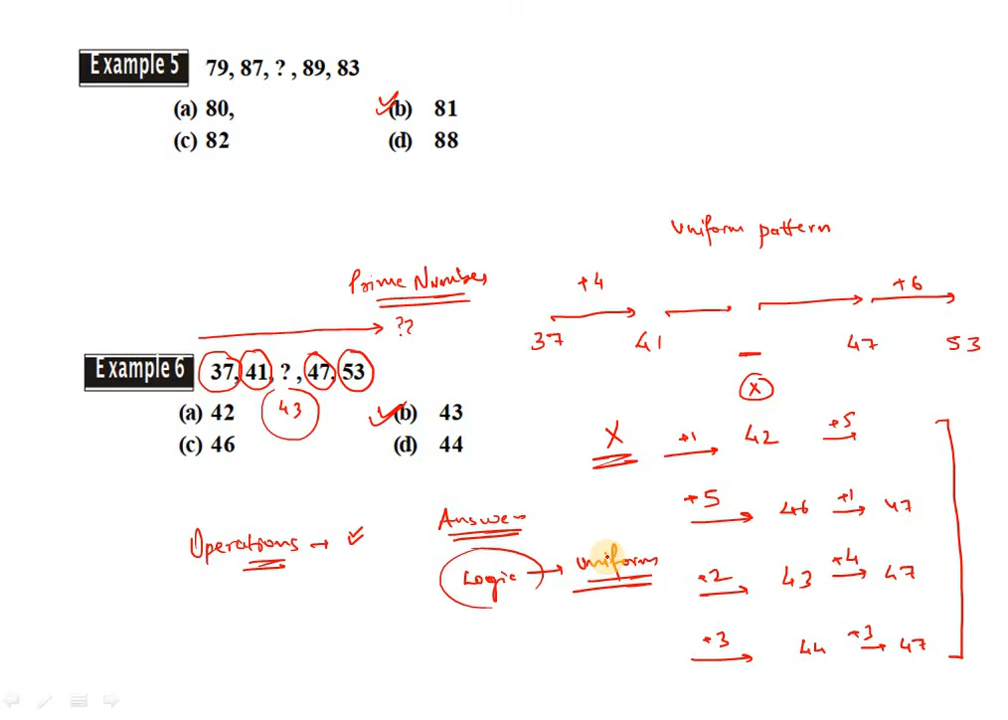 Example 5 79, 87, ? , 89, 83
(a) 80, (b) 81
(c) 82 (d) 88
Uniform pattern
Prime Number
+4 +6
??
37 41 47 53
Example 6 37, 41, ? , 47, 53
X
(a) 42 43 (b) 43
(c) 46 (d) 44
X +1 42 +5
+5 46 +1 47
Answer
Operations
Logic Uniform
+2 43 +4 47
+3 44 +3 47